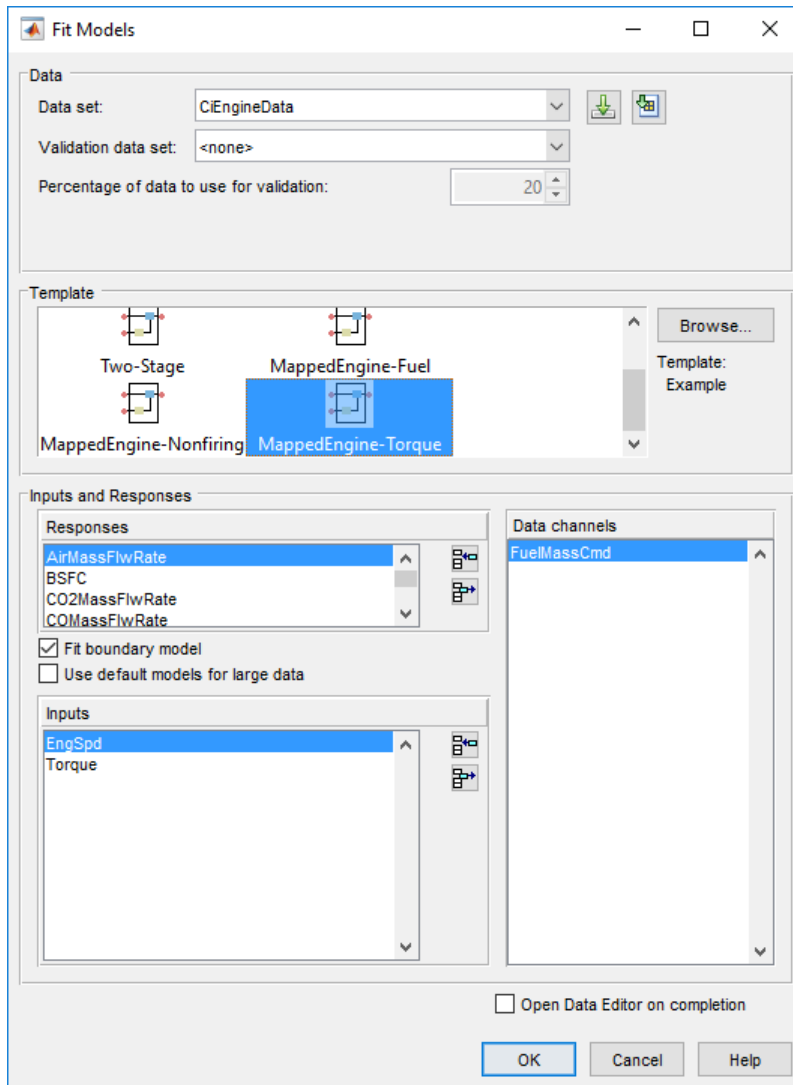 Fit Models
Data
Data set: CiEngineData
Validation data set: <none>
Percentage of data to use for validation: 20
Template
Two-Stage MappedEngine-Fuel
MappedEngine-Nonfiring MappedEngine-Torque
Browse...
Template:
Example
Inputs and Responses
Responses
AirMassFlwRate
BSFC
CO2MassFlwRate
COMassFlwRate
Fit boundary model
Use default models for large data
Inputs
EngSpd
Torque
Data channels
FuelMassCmd
Open Data Editor on completion
OK Cancel Help